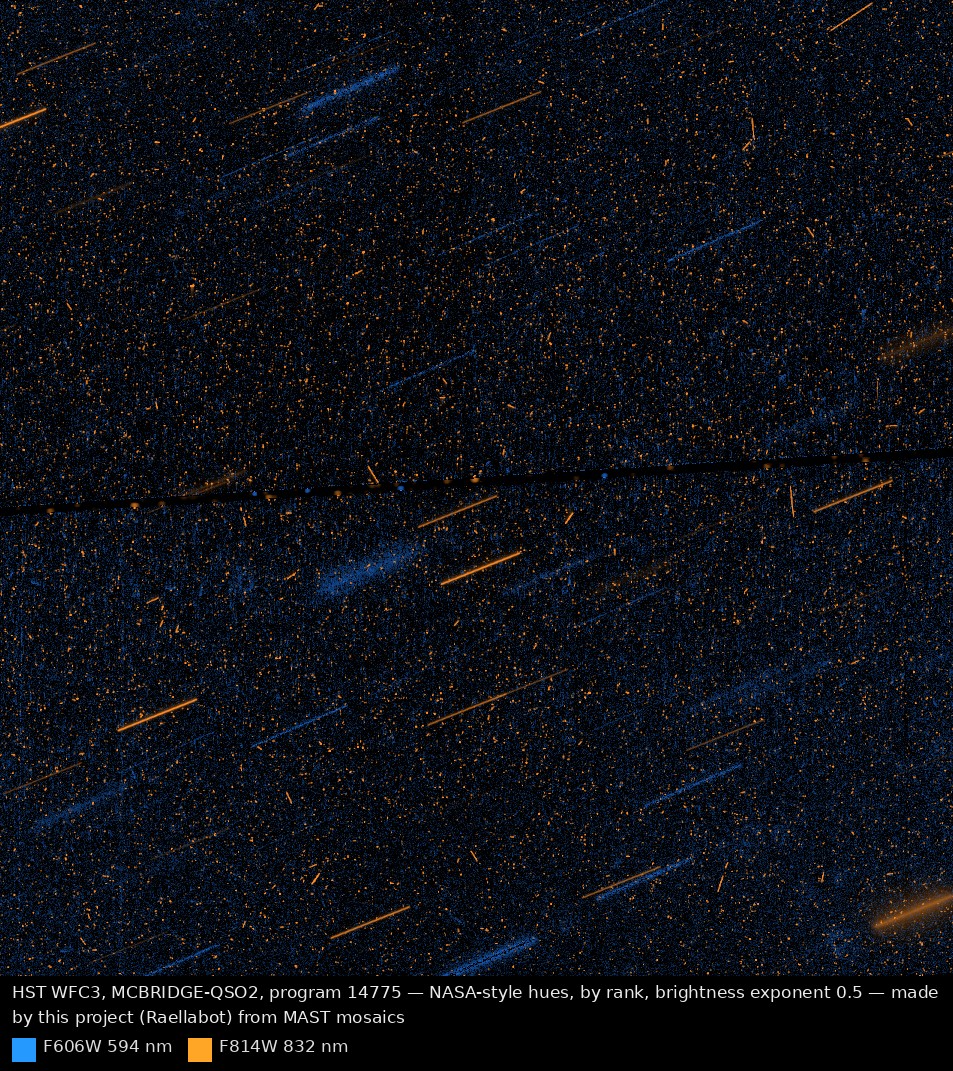 HST WFC3, MCBRIDGE-QSO2, program 14775 — NASA-style hues, by rank, brightness exponent 0.5 — made
by this project (Raellabot) from MAST mosaics
F606W 594 nm F814W 832 nm